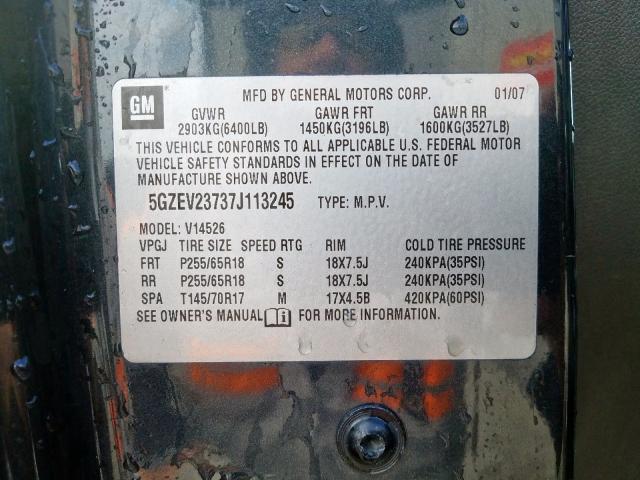 GM MFD BY GENERAL MOTORS CORP. 01/07
GVWR GAWR FRT GAWR RR
2903KG(6400LB) 1450KG(3196LB) 1600KG(3527LB)
THIS VEHICLE CONFORMS TO ALL APPLICABLE U.S. FEDERAL MOTOR
VEHICLE SAFETY STANDARDS IN EFFECT ON THE DATE OF
MANUFACTURE SHOWN ABOVE.
5GZEV23737J113245 TYPE: M.P.V.
MODEL: V14526
VPGJ TIRE SIZE SPEED RTG RIM COLD TIRE PRESSURE
FRT P255/65R18 S 18X7.5J 240KPA(35PSI)
RR P255/65R18 S 18X7.5J 240KPA(35PSI)
SPA T145/70R17 M 17X4.5B 420KPA(60PSI)
SEE OWNER'S MANUAL FOR MORE INFORMATION.